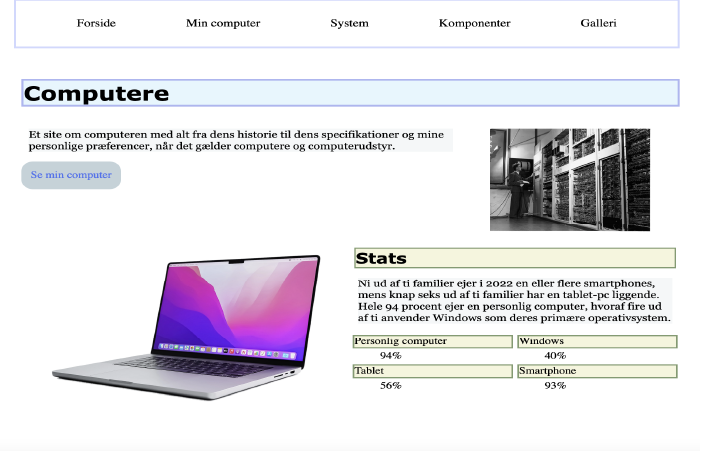 Forside Min computer System Komponenter Galleri
Computere
Et site om computeren med alt fra dens historie til dens specifikationer og mine
personlige præferencer, når det gælder computere og computerudstyr.
Se min computer
Stats
Ni ud af ti familier ejer i 2022 en eller flere smartphones,
mens knap seks ud af ti familier har en tablet-pc liggende.
Hele 94 procent ejer en personlig computer, hvoraf fire ud
af ti anvender Windows som deres primære operativsystem.
Personlig computer Windows
94% 40%
Tablet Smartphone
56% 93%